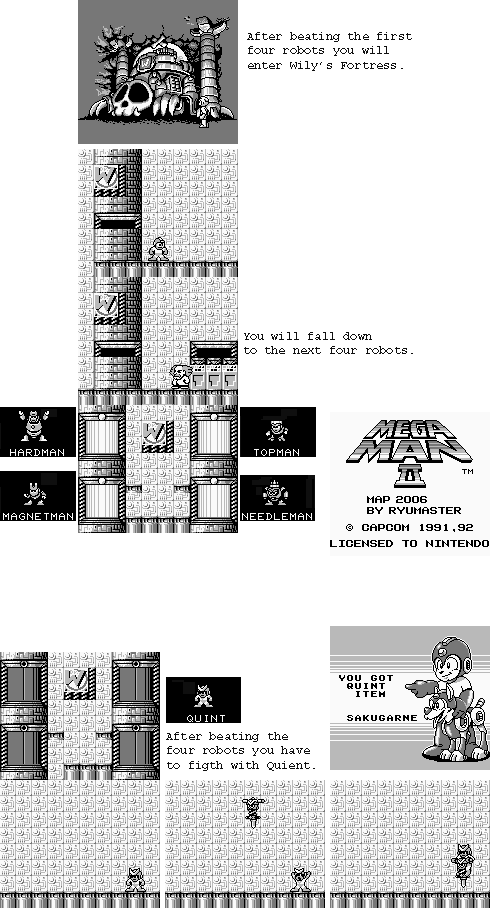 After beating the first
four robots you will
enter Wily's Fortress.
W
W
You will fall down
to the next four robots.
HARDMAN
TOPMAN
W
MAGNETMAN
NEEDLEMAN
MEGA
MAN
II
TM
MAP 2006
BY RYUMASTER
© CAPCOM 1991,92
LICENSED TO NINTENDO
W
QUINT
After beating the
four robots you have
to figth with Quient.
YOU GOT
QUINT
ITEM
SAKUGARNE